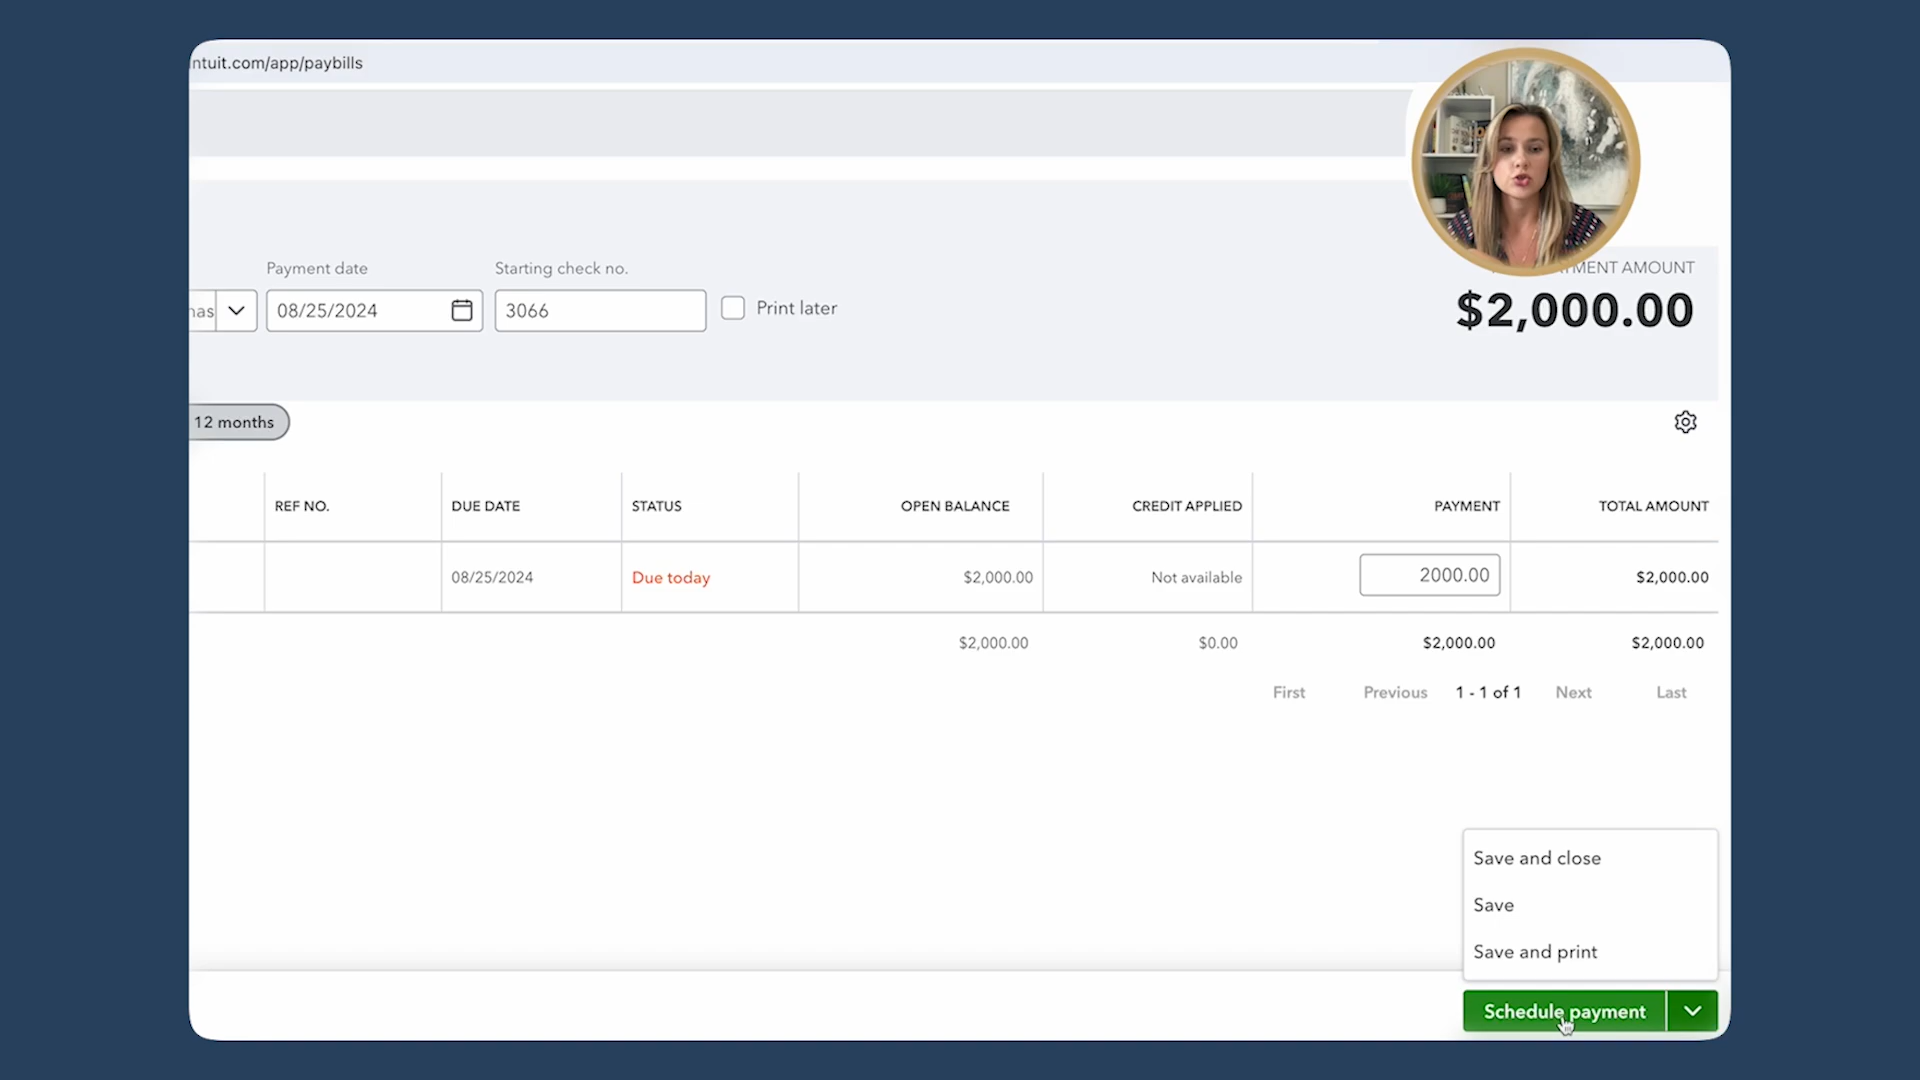 ntuit.com/app/paybills
Payment date
Starting check no.
MENT AMOUNT
08/25/2024
3066
Print later
$2,000.00
12 months
REF NO.
DUE DATE
STATUS
OPEN BALANCE
CREDIT APPLIED
PAYMENT
TOTAL AMOUNT
08/25/2024
Due today
$2,000.00
Not available
2000.00
$2,000.00
$2,000.00
$0.00
$2,000.00
$2,000.00
First
Previous
1 - 1 of 1
Next
Last
Save and close
Save
Save and print
Schedule payment